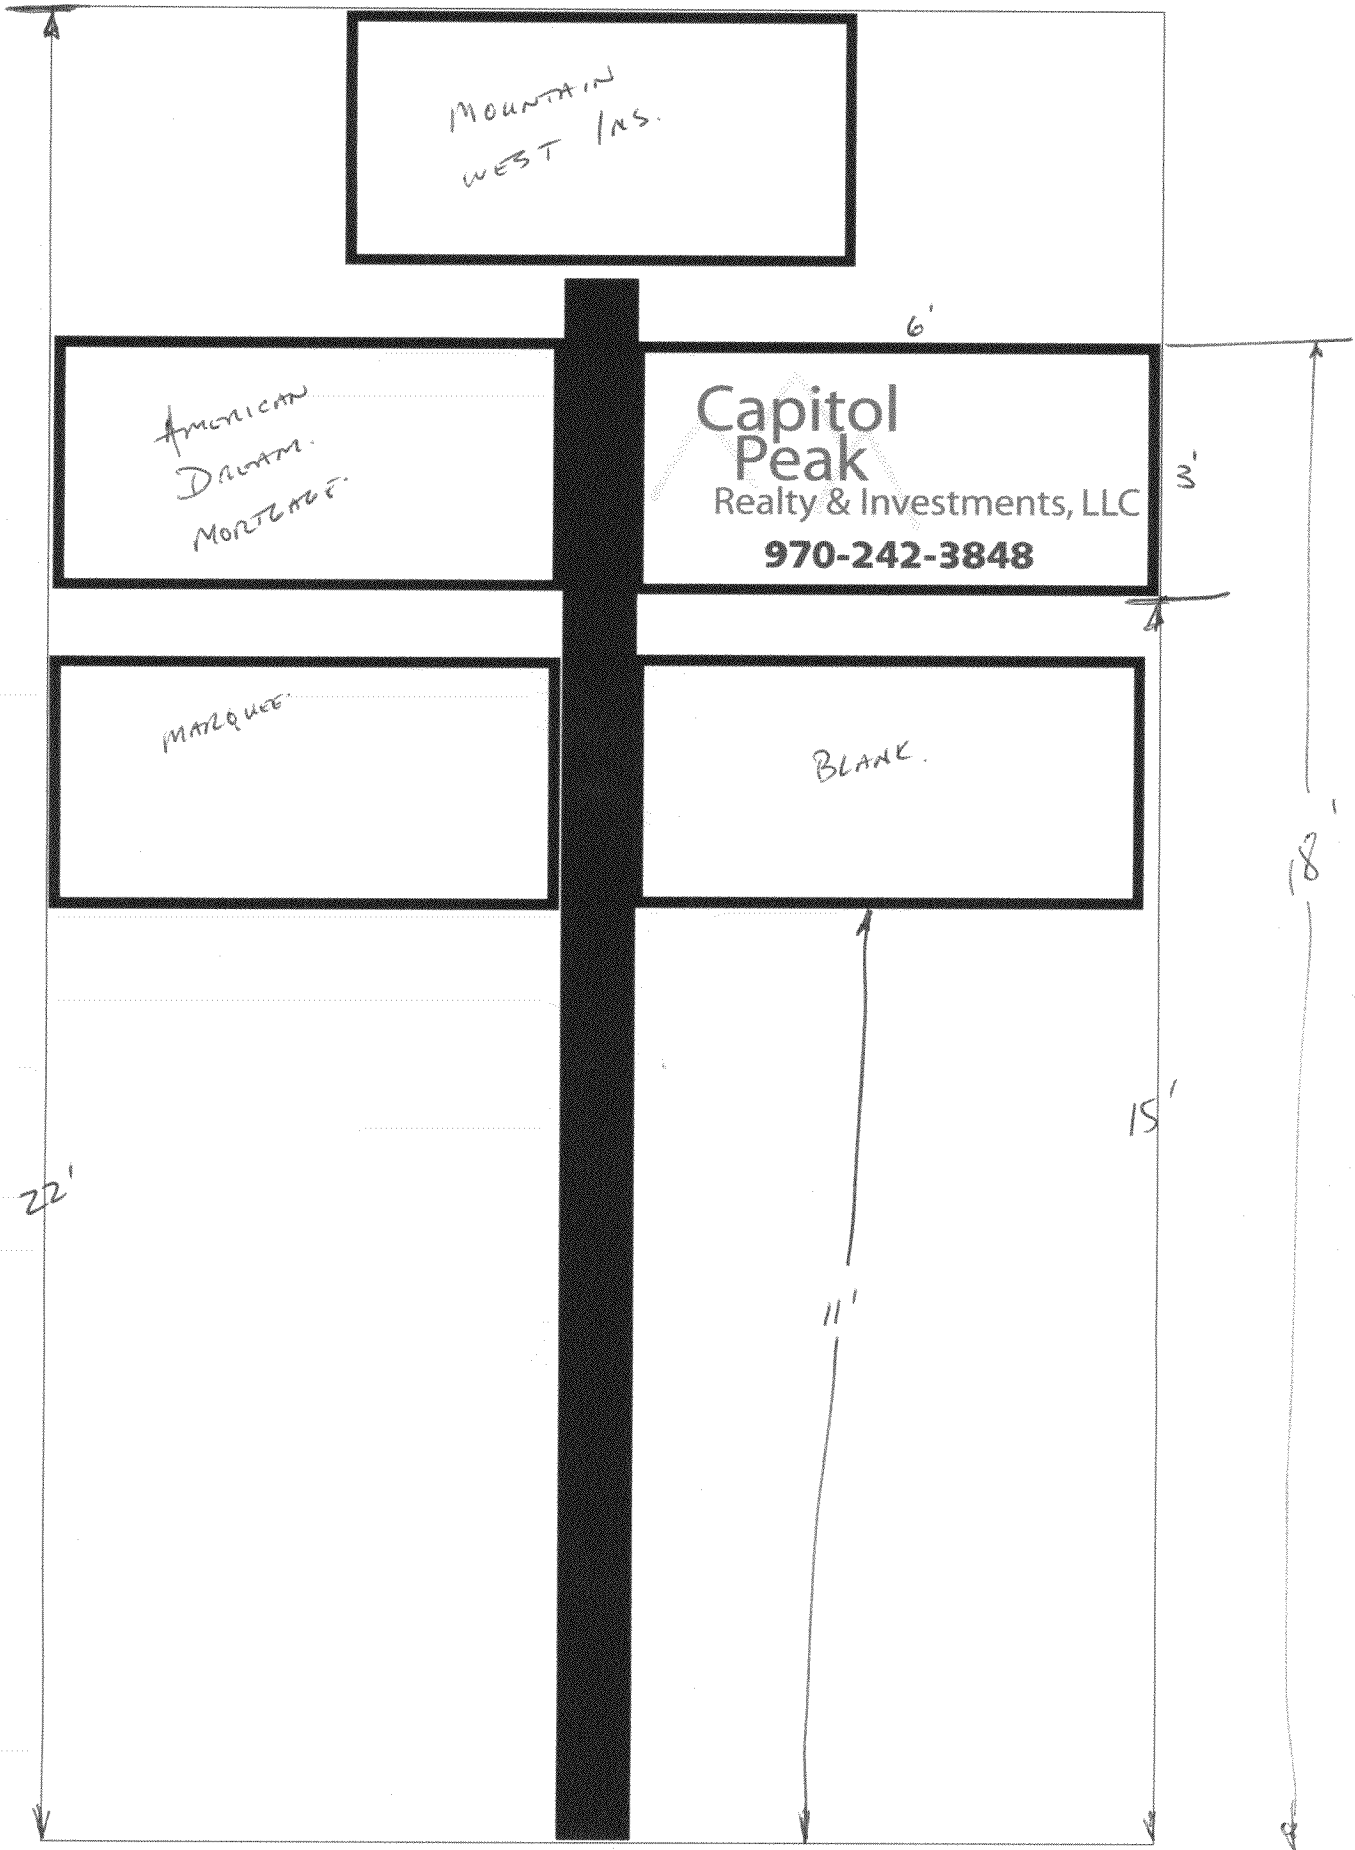 MOUNTAIN
WEST INS.
6'
AMERICAN
DREAM.
MORTGAGE.
Capitol
Peak
Realty & Investments, LLC
970-242-3848
3'
MARQUEE.
BLANK.
18'
15'
22'
11'